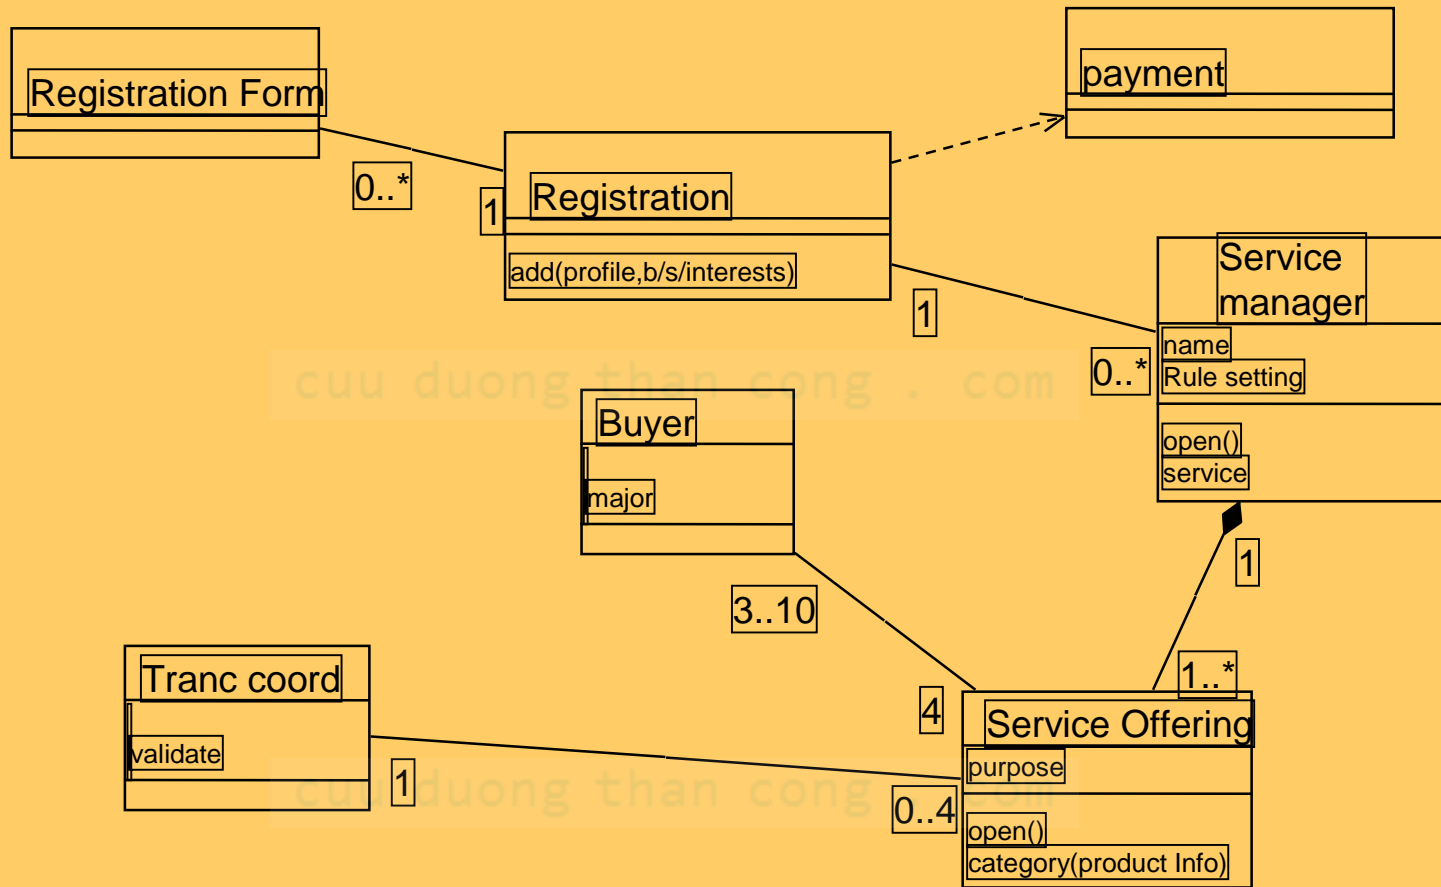 Registration Form
payment
0..*
1
Registration
add(profile,b/s/interests)
1
0..*
Service
manager
name
Rule setting
open()
service
cuu duong than cong . com
Buyer
major
3..10
1
1..*
4
Tranc coord
validate
1
0..4
Service Offering
purpose
open()
category(product Info)
cuu duong than cong . com